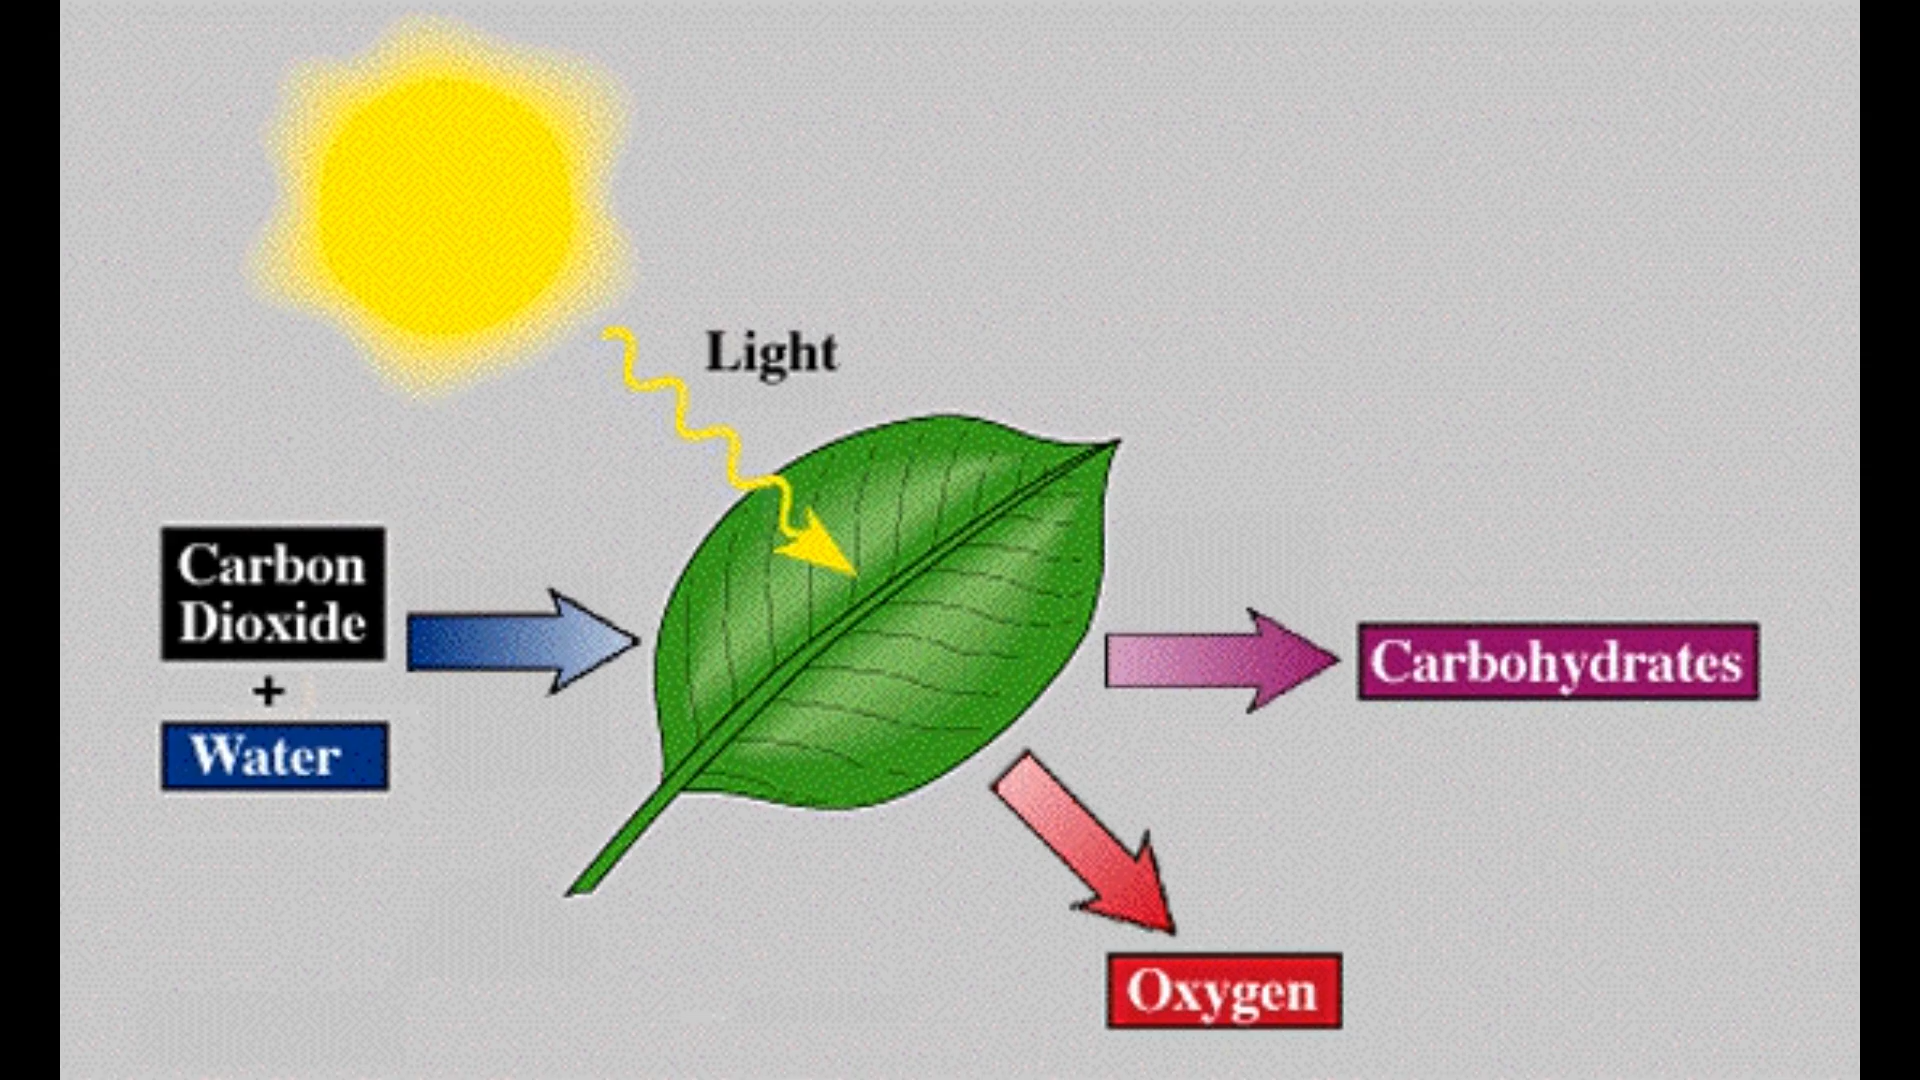 Light
Carbon
Dioxide
+
Water
Carbohydrates
Oxygen